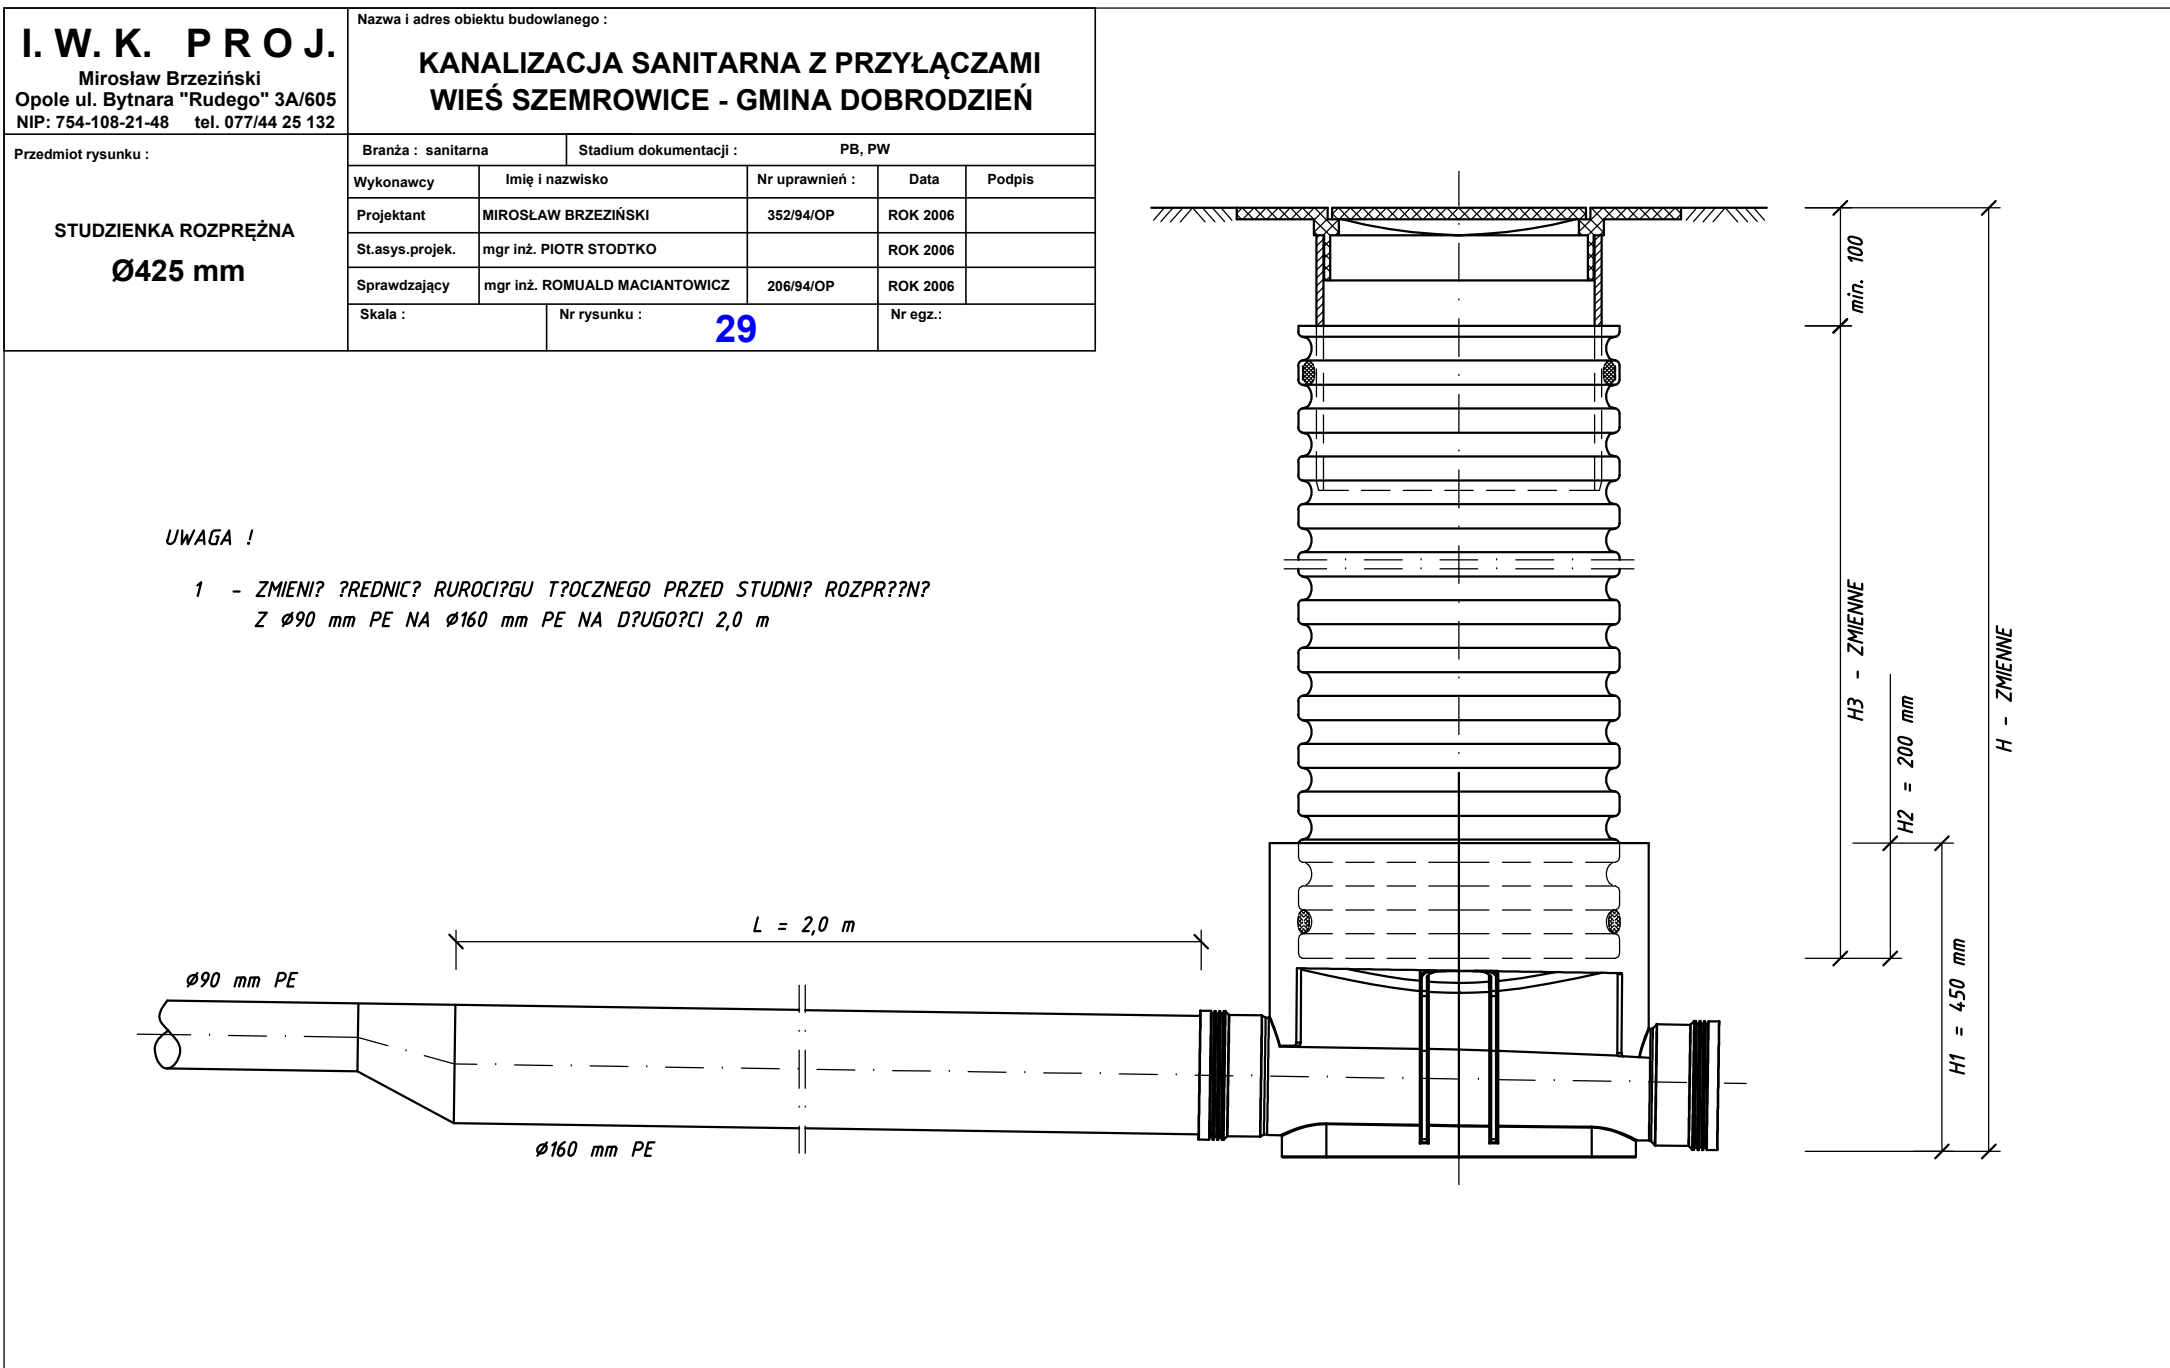 I. W. K. P R O J.
Mirosław Brzeziński
Opole ul. Bytnara "Rudego" 3A/605
NIP: 754-108-21-48 tel. 077/44 25 132
Nazwa i adres obiektu budowlanego :
KANALIZACJA SANITARNA Z PRZYŁĄCZAMI
WIEŚ SZEMROWICE - GMINA DOBRODZIEŃ
Przedmiot rysunku :
STUDZIENKA ROZPRĘŻNA
Ø425 mm
Branża : sanitarna Stadium dokumentacji : PB, PW
Wykonawcy Imię i nazwisko Nr uprawnień : Data Podpis
Projektant MIROSŁAW BRZEZIŃSKI 352/94/OP ROK 2006
St.asys.projek. mgr inż. PIOTR STODTKO ROK 2006
Sprawdzający mgr inż. ROMUALD MACIANTOWICZ 206/94/OP ROK 2006
Skala : Nr rysunku : 29 Nr egz.:
UWAGA !
1 - ZMIENI? ?REDNIC? RUROCI?GU T?OCZNEGO PRZED STUDNI? ROZPR??N?
Z Ø90 mm PE NA Ø160 mm PE NA D?UGO?CI 2,0 m
L = 2,0 m
Ø90 mm PE
Ø160 mm PE
min. 100
H3 - ZMIENNE
H2 = 200 mm
H1 = 450 mm
H - ZMIENNE